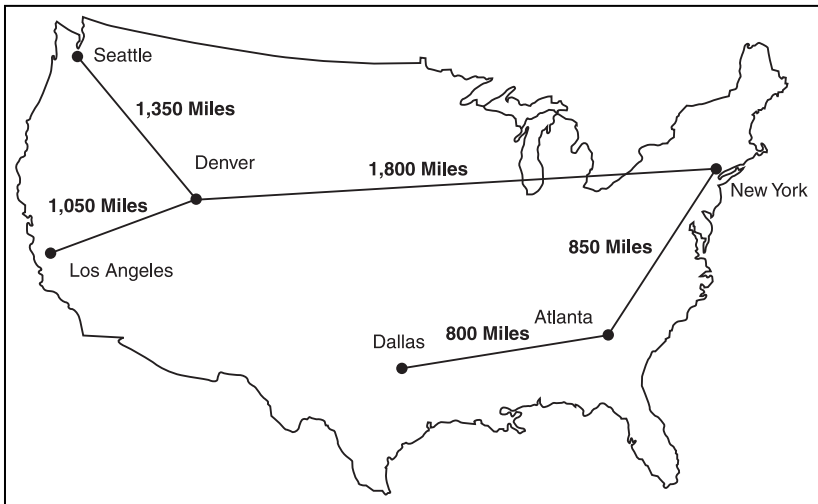 Seattle
1,350 Miles
Denver
1,800 Miles
New York
1,050 Miles
850 Miles
Los Angeles
Atlanta
800 Miles
Dallas